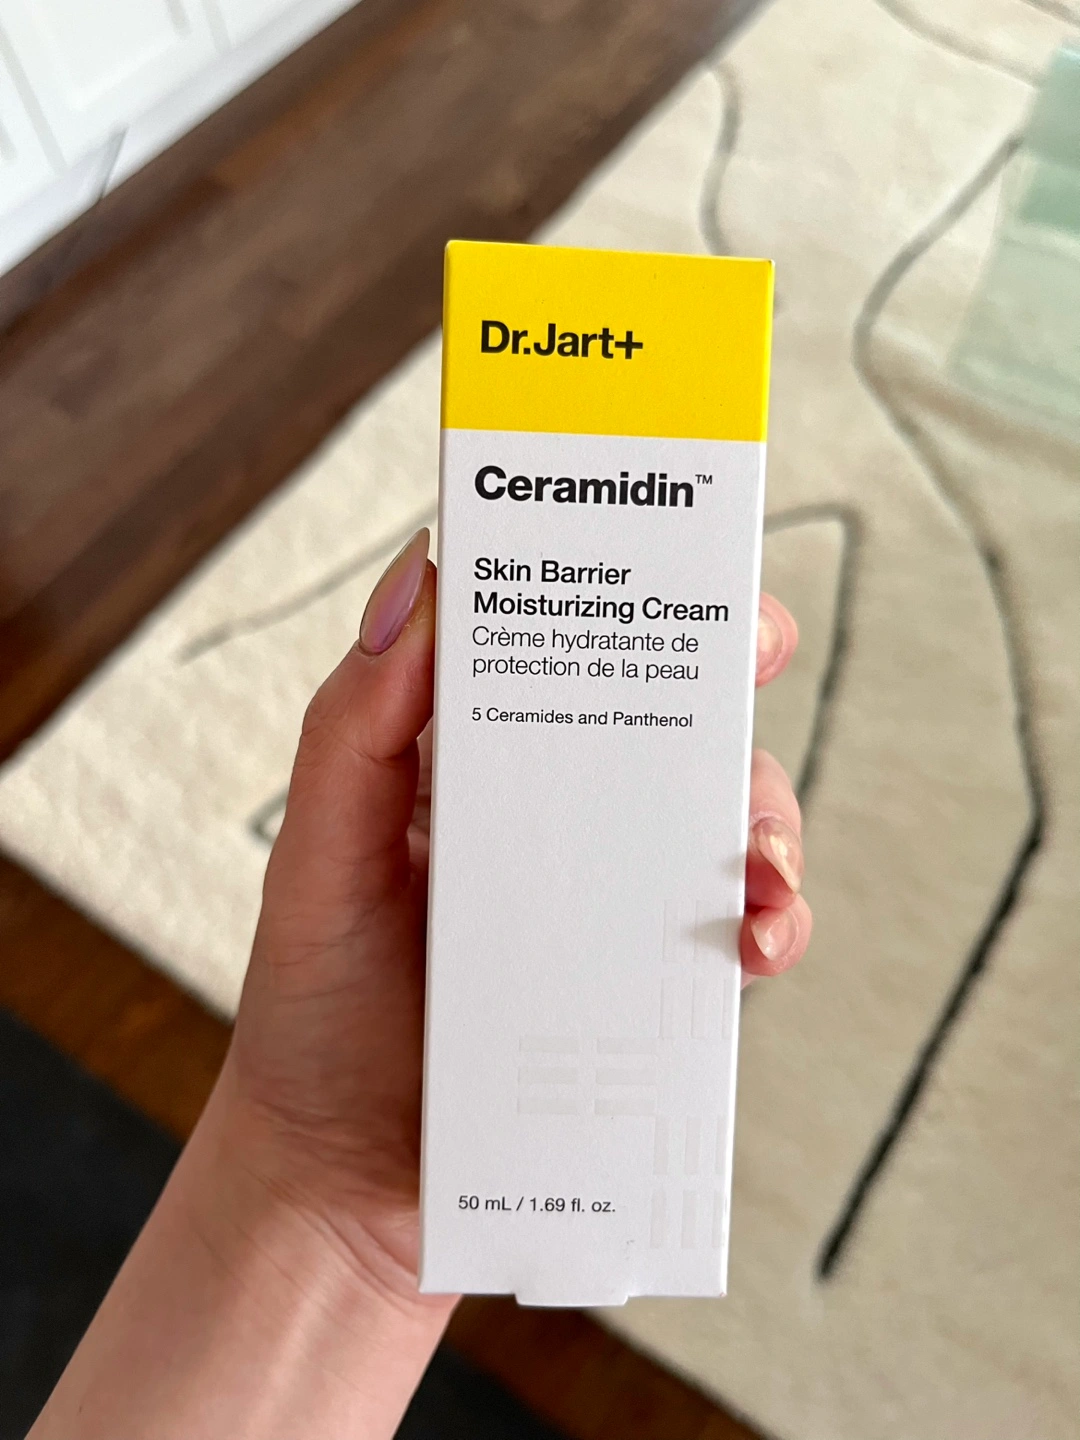 Dr.Jart+
Ceramidin™
Skin Barrier
Moisturizing Cream
Crème hydratante de
protection de la peau
5 Ceramides and Panthenol
50 mL / 1.69 fl. oz.